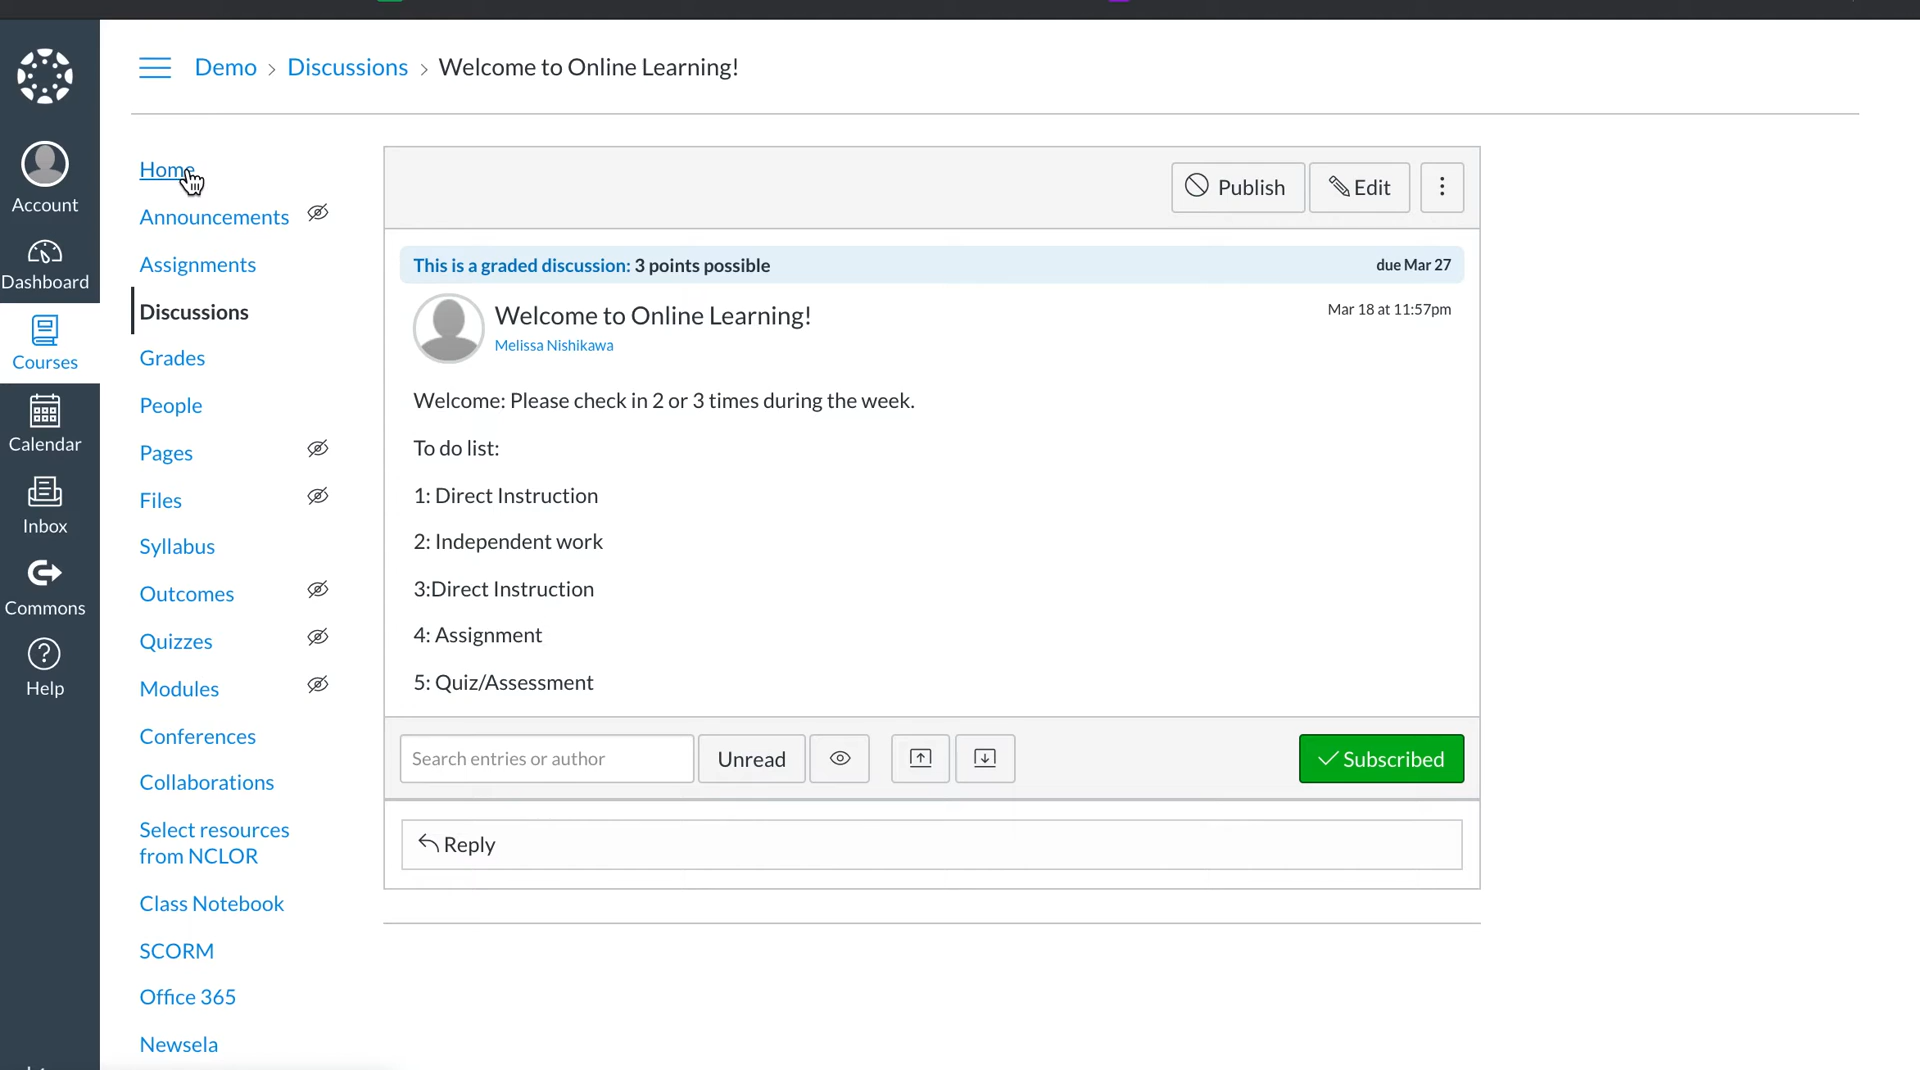 Demo > Discussions > Welcome to Online Learning!
Account
Dashboard
Courses
Calendar
Inbox
Commons
Help
Home
Announcements
Assignments
Discussions
Grades
People
Pages
Files
Syllabus
Outcomes
Quizzes
Modules
Conferences
Collaborations
Select resources
from NCLOR
Class Notebook
SCORM
Office 365
Newsela
Publish
Edit
This is a graded discussion: 3 points possible
due Mar 27
Welcome to Online Learning!
Mar 18 at 11:57pm
Melissa Nishikawa
Welcome: Please check in 2 or 3 times during the week.
To do list:
1: Direct Instruction
2: Independent work
3:Direct Instruction
4: Assignment
5: Quiz/Assessment
Search entries or author
Unread
Subscribed
Reply